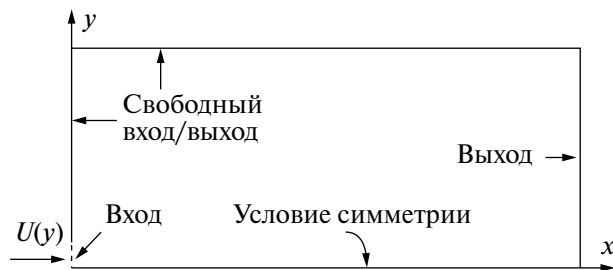 y
Свободный
вход/выход
Выход
Вход
Условие симметрии
U(y)
x